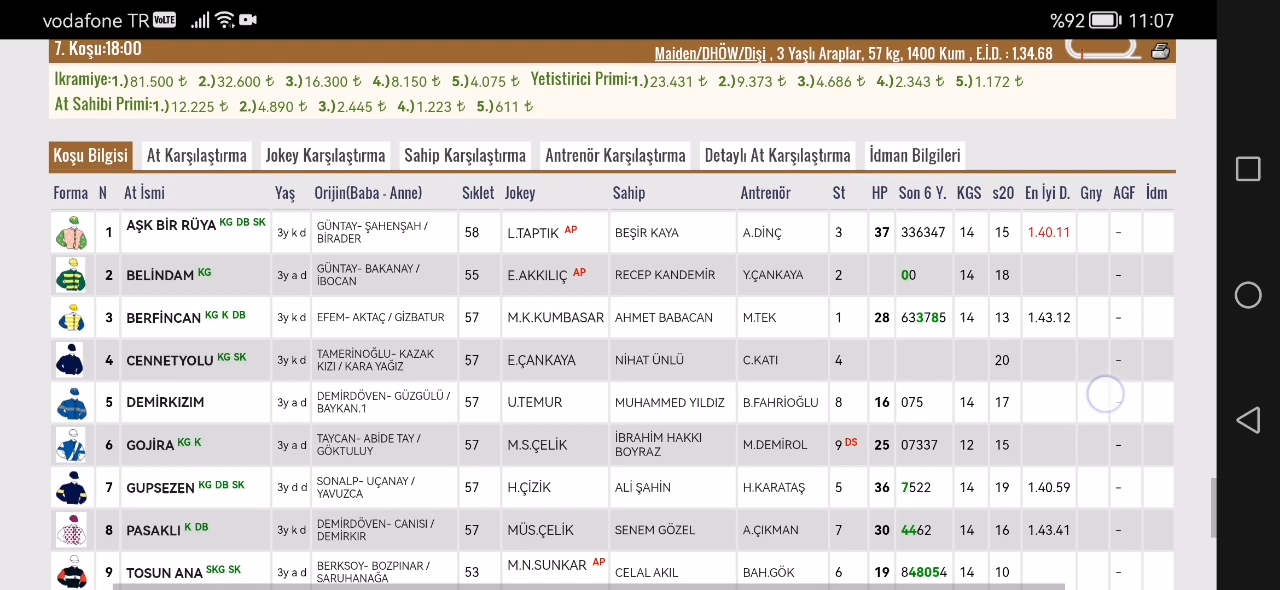 vodafone TR VoLTE %92 11:07
7. Koşu:18:00 Maiden/DHÖW/Dişi , 3 Yaşlı Araplar, 57 kg, 1400 Kum , E.İ.D. : 1.34.68
Ikramiye:1.)81.500 ₺ 2.)32.600 ₺ 3.)16.300 ₺ 4.)8.150 ₺ 5.)4.075 ₺ Yetistirici Primi:1.)23.431 ₺ 2.)9.373 ₺ 3.)4.686 ₺ 4.)2.343 ₺ 5.)1.172 ₺
At Sahibi Primi:1.)12.225 ₺ 2.)4.890 ₺ 3.)2.445 ₺ 4.)1.223 ₺ 5.)611 ₺
Koşu Bilgisi At Karşılaştırma Jokey Karşılaştırma Sahip Karşılaştırma Antrenör Karşılaştırma Detaylı At Karşılaştırma İdman Bilgileri
Forma N At İsmi Yaş Orijin(Baba - Anne) Sıklet Jokey Sahip Antrenör St HP Son 6 Y. KGS s20 En İyi D. Gny AGF İdm
1 AŞK BİR RÜYA KG DB SK 3y k d GÜNTAY- ŞAHENŞAH / BİRADER 58 L.TAPTIK AP BEŞİR KAYA A.DİNÇ 3 37 336347 14 15 1.40.11 -
2 BELİNDAM KG 3y a d GÜNTAY- BAKANAY / İBOCAN 55 E.AKKILIÇ AP RECEP KANDEMİR Y.ÇANKAYA 2 00 14 18 -
3 BERFİNCAN KG K DB 3y k d EFEM- AKTAÇ / GİZBATUR 57 M.K.KUMBASAR AHMET BABACAN M.TEK 1 28 633785 14 13 1.43.12 -
4 CENNETYOLU KG SK 3y k d TAMERİNOĞLU- KAZAK KIZI / KARA YAĞIZ 57 E.ÇANKAYA NİHAT ÜNLÜ C.KATI 4 20 -
5 DEMİRKIZIM 3y a d DEMİRDÖVEN- GÜZGÜLÜ / BAYKAN.1 57 U.TEMUR MUHAMMED YILDIZ B.FAHRİOĞLU 8 16 075 14 17 -
6 GOJİRA KG K 3y a d TAYCAN- ABİDE TAY / GÖKTULUY 57 İ.S.ÇELİK İBRAHİM HAKKI BOYRAZ M.DEMİROL 9 DS 25 07337 12 15 -
7 GUPSEZEN KG DB SK 3y d d SONALP- UÇANAY / YAVUZCA 57 H.ÇİZİK ALİ ŞAHİN H.KARATAŞ 5 36 7522 14 19 1.40.59 -
8 PASAKLI K DB 3y k d DEMİRDÖVEN- CANISI / DEMİRKIR 57 MÜS.ÇELİK SENEM GÖZEL A.ÇIKMAN 7 30 4462 14 16 1.43.41 -
9 TOSUN ANA SKG SK 3y a d BERKSOY- BOZPINAR / SARUHANAĞA 53 M.N.SUNKAR AP CELAL AKIL BAH.GÖK 6 19 848054 14 10 -